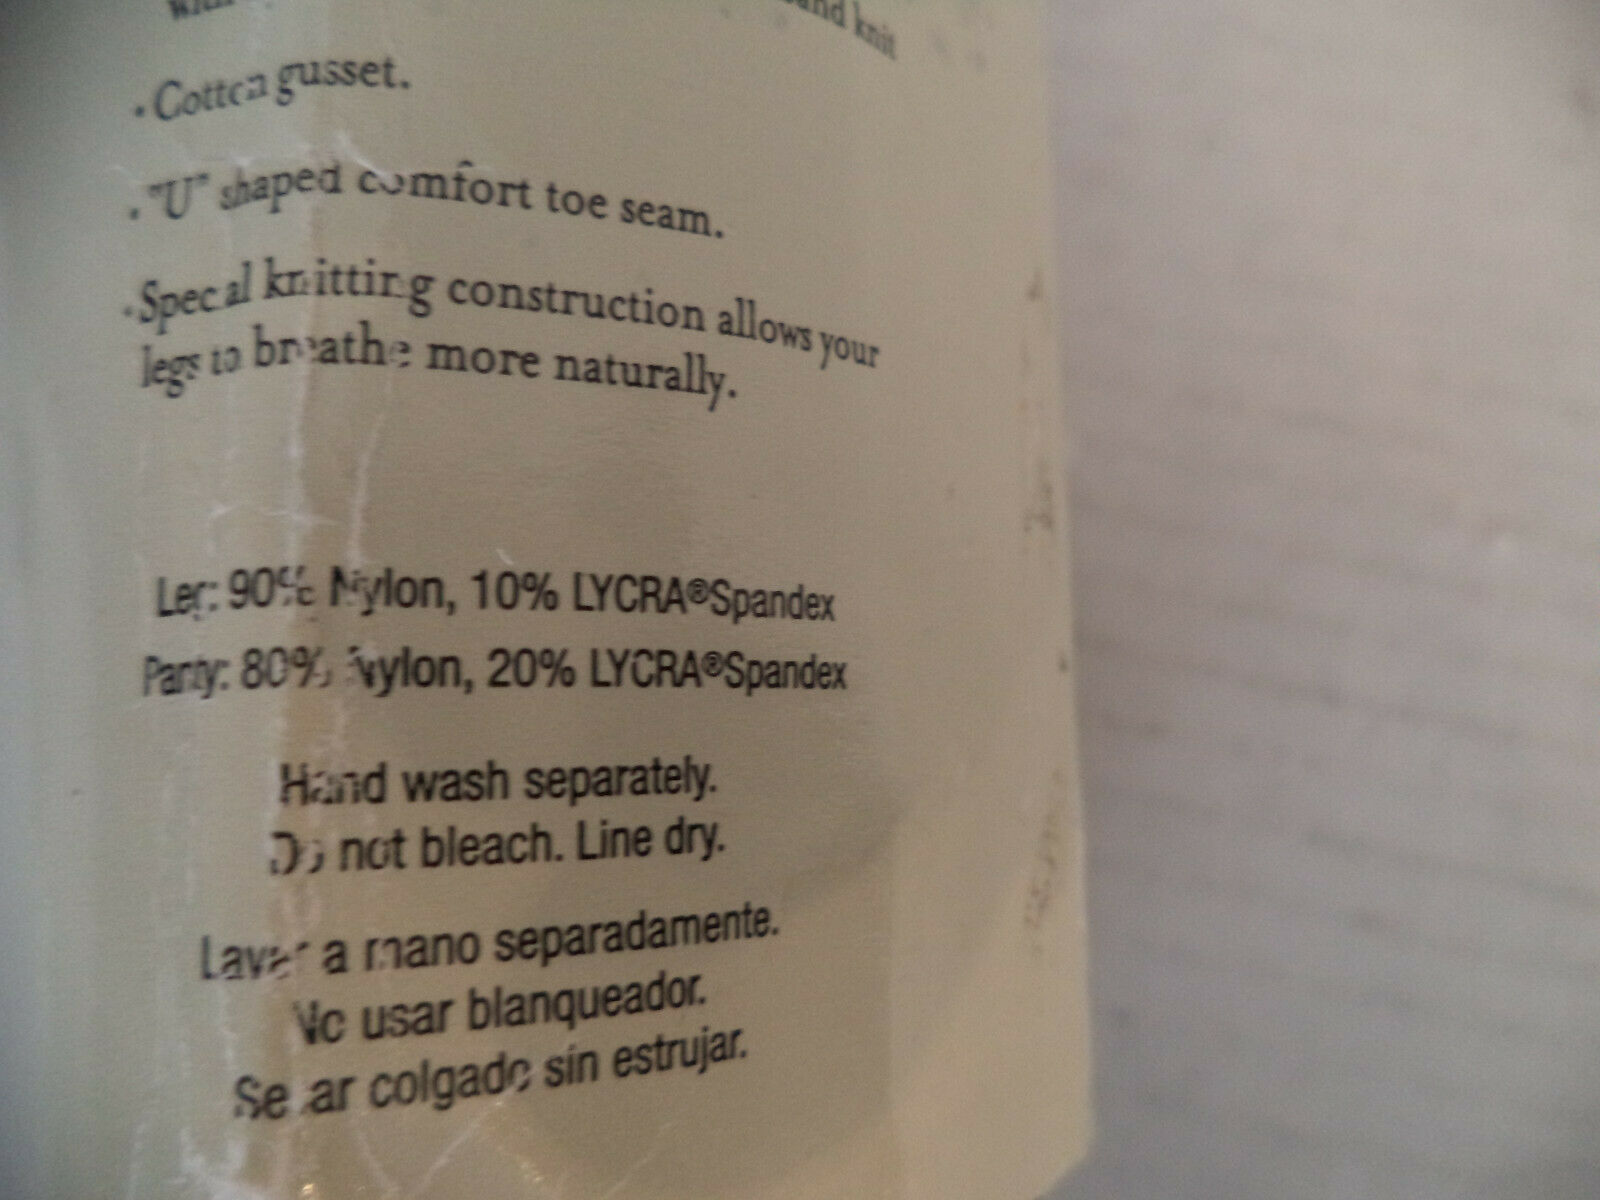 and knit
• Cotton gusset.
• "U" shaped comfort toe seam.
• Special knitting construction allows your
legs to breathe more naturally.
Leg: 90% Nylon, 10% LYCRA®Spandex
Panty: 80% Nylon, 20% LYCRA®Spandex
Hand wash separately.
Do not bleach. Line dry.
Lavar a mano separadamente.
No usar blanqueador.
Secar colgado sin estrujar.